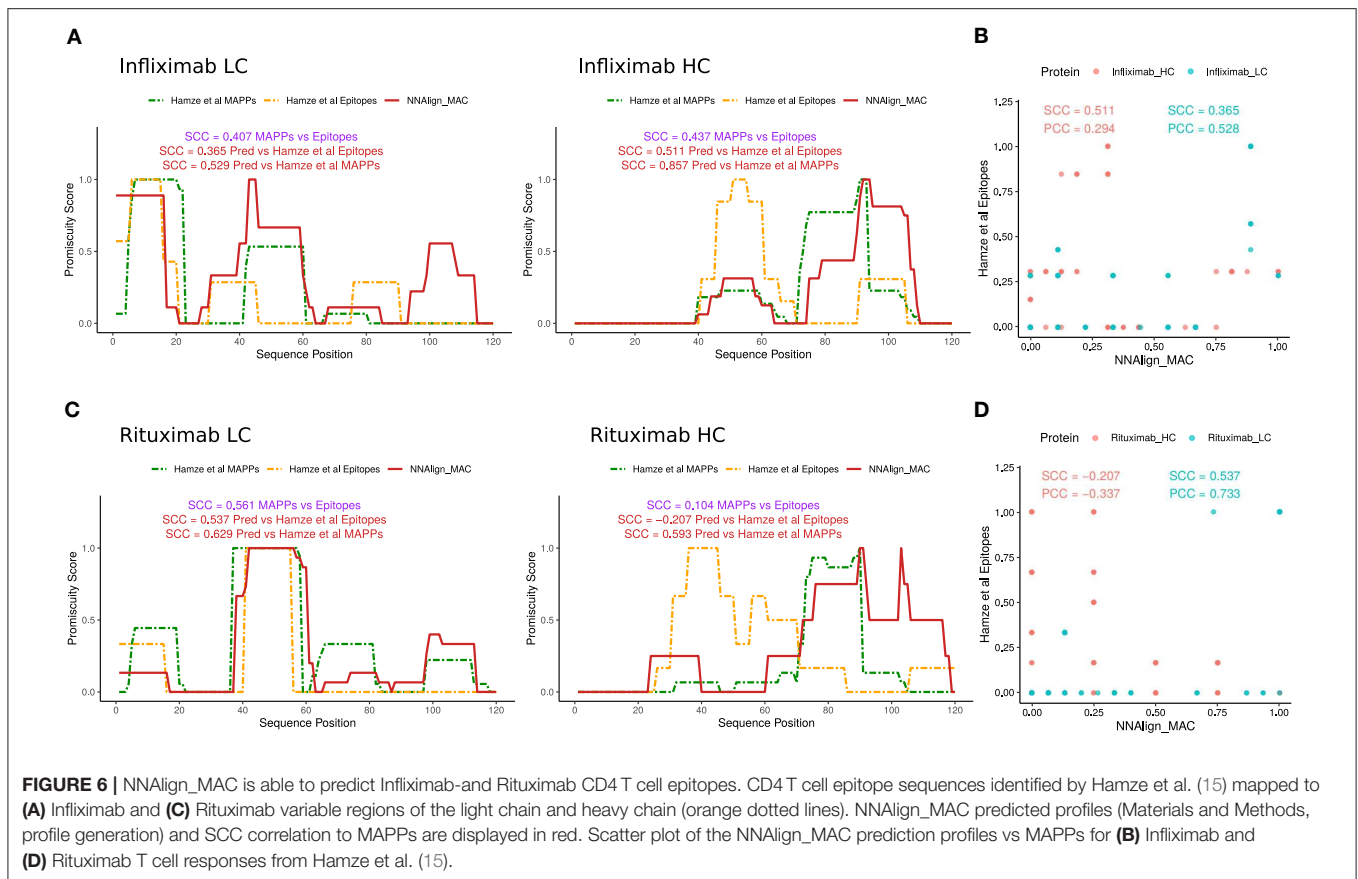 A
Infliximab LC
Hamze et al MAPPs Hamze et al Epitopes NNAlign_MAC
SCC = 0.407 MAPPs vs Epitopes
SCC = 0.365 Pred vs Hamze et al Epitopes
SCC = 0.529 Pred vs Hamze et al MAPPs
Promiscuity Score
1.0
0.5
0.0
0 20 40 60 80 100 120
Sequence Position
Infliximab HC
Hamze et al MAPPs Hamze et al Epitopes NNAlign_MAC
SCC = 0.437 MAPPs vs Epitopes
SCC = 0.511 Pred vs Hamze et al Epitopes
SCC = 0.857 Pred vs Hamze et al MAPPs
Promiscuity Score
1.0
0.5
0.0
0 20 40 60 80 100 120
Sequence Position
B
Protein Infliximab_HC Infliximab_LC
SCC = 0.511 SCC = 0.365
PCC = 0.294 PCC = 0.528
Hamze et al Epitopes
1.25
1.00
0.75
0.50
0.25
0.00
0.00 0.25 0.50 0.75 1.00
NNAlign_MAC
C
Rituximab LC
Hamze et al MAPPs Hamze et al Epitopes NNAlign_MAC
SCC = 0.561 MAPPs vs Epitopes
SCC = 0.537 Pred vs Hamze et al Epitopes
SCC = 0.629 Pred vs Hamze et al MAPPs
Promiscuity Score
1.0
0.5
0.0
0 20 40 60 80 100 120
Sequence Position
Rituximab HC
Hamze et al MAPPs Hamze et al Epitopes NNAlign_MAC
SCC = 0.104 MAPPs vs Epitopes
SCC = −0.207 Pred vs Hamze et al Epitopes
SCC = 0.593 Pred vs Hamze et al MAPPs
Promiscuity Score
1.0
0.5
0.0
0 20 40 60 80 100 120
Sequence Position
D
Protein Rituximab_HC Rituximab_LC
SCC = −0.207 SCC = 0.537
PCC = −0.337 PCC = 0.733
Hamze et al Epitopes
1.25
1.00
0.75
0.50
0.25
0.00
0.00 0.25 0.50 0.75 1.00
NNAlign_MAC
FIGURE 6 | NNAlign_MAC is able to predict Infliximab-and Rituximab CD4 T cell epitopes. CD4 T cell epitope sequences identified by Hamze et al. (15) mapped to
(A) Infliximab and (C) Rituximab variable regions of the light chain and heavy chain (orange dotted lines). NNAlign_MAC predicted profiles (Materials and Methods,
profile generation) and SCC correlation to MAPPs are displayed in red. Scatter plot of the NNAlign_MAC prediction profiles vs MAPPs for (B) Infliximab and
(D) Rituximab T cell responses from Hamze et al. (15).